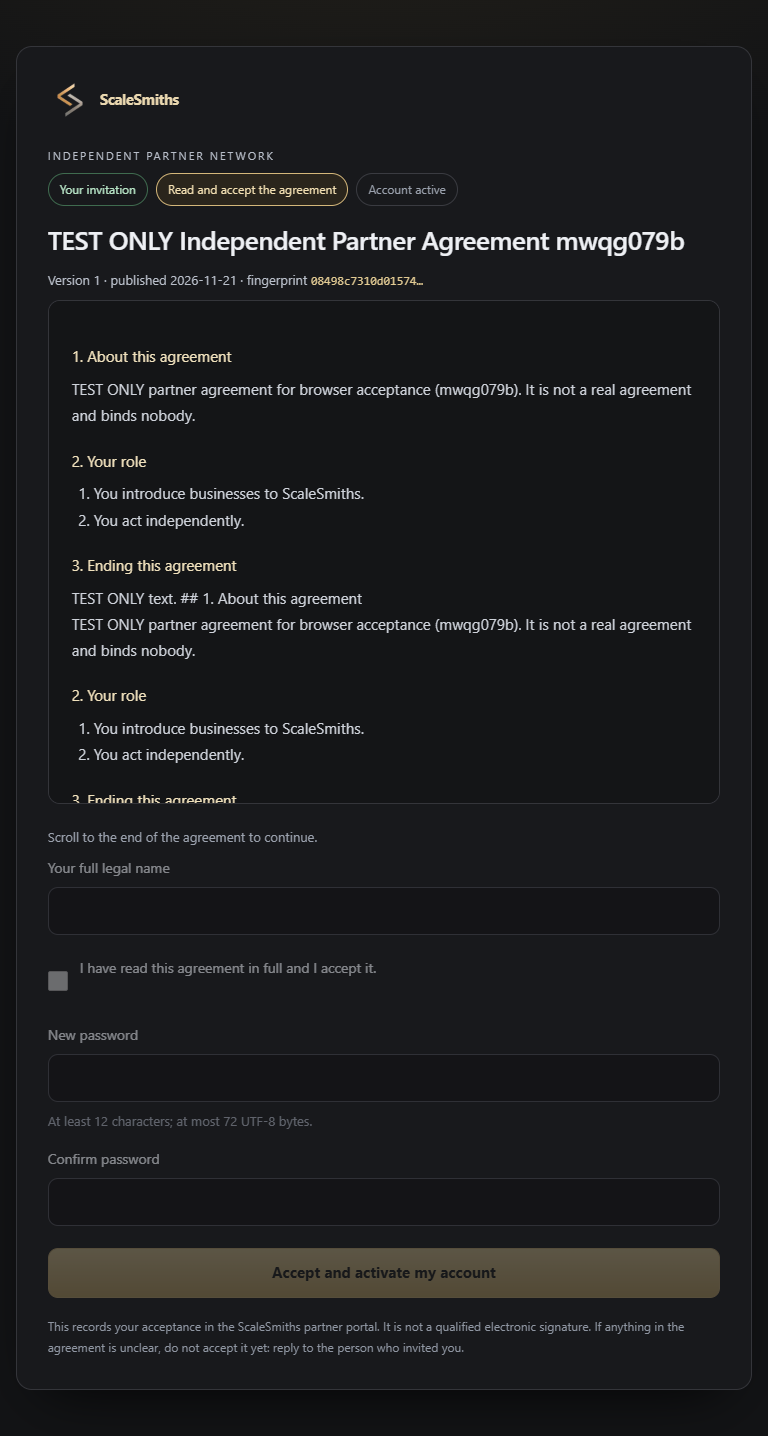 ScaleSmiths
INDEPENDENT PARTNER NETWORK
Your invitation
Read and accept the agreement
Account active
TEST ONLY Independent Partner Agreement mwqg079b
Version 1 · published 2026-11-21 · fingerprint 08498c7310d01574…
1. About this agreement
TEST ONLY partner agreement for browser acceptance (mwqg079b). It is not a real agreement
and binds nobody.
2. Your role
1. You introduce businesses to ScaleSmiths.
2. You act independently.
3. Ending this agreement
TEST ONLY text. ## 1. About this agreement
TEST ONLY partner agreement for browser acceptance (mwqg079b). It is not a real agreement
and binds nobody.
2. Your role
1. You introduce businesses to ScaleSmiths.
2. You act independently.
3. Ending this agreement
Scroll to the end of the agreement to continue.
Your full legal name
I have read this agreement in full and I accept it.
New password
At least 12 characters; at most 72 UTF-8 bytes.
Confirm password
Accept and activate my account
This records your acceptance in the ScaleSmiths partner portal. It is not a qualified electronic signature. If anything in the
agreement is unclear, do not accept it yet: reply to the person who invited you.